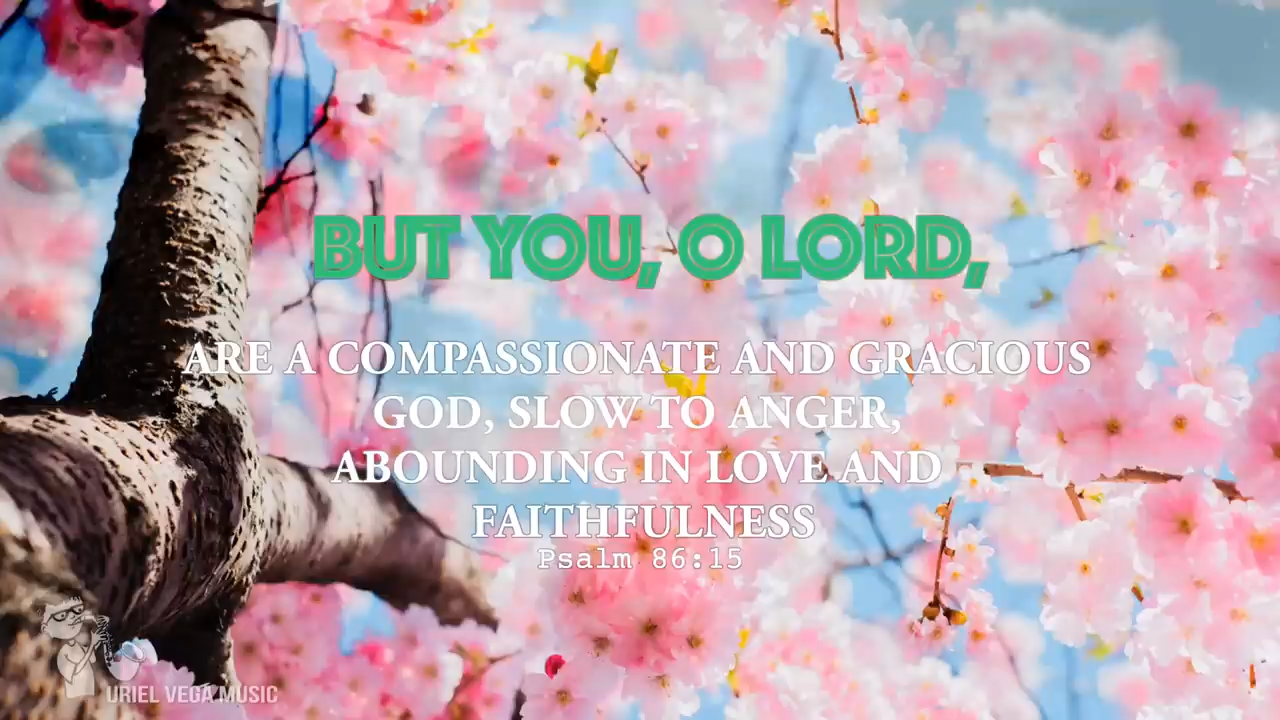 BUT YOU, O LORD,
ARE A COMPASSIONATE AND GRACIOUS
GOD, SLOW TO ANGER,
ABOUNDING IN LOVE AND
FAITHFULNESS
Psalm 86:15
URIEL VEGA MUSIC